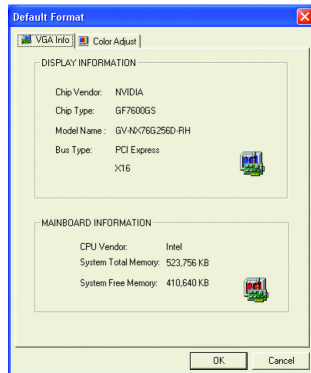 Default Format
VGA Info
Color Adjust
DISPLAY INFORMATION
Chip Vendor: NVIDIA
Chip Type: GF7600GS
Model Name : GV-NX76G256D-RH
Bus Type: PCI Express
X16
MAINBOARD INFORMATION
CPU Vendor: Intel
System Total Memory: 523,756 KB
System Free Memory: 410,640 KB
OK
Cancel